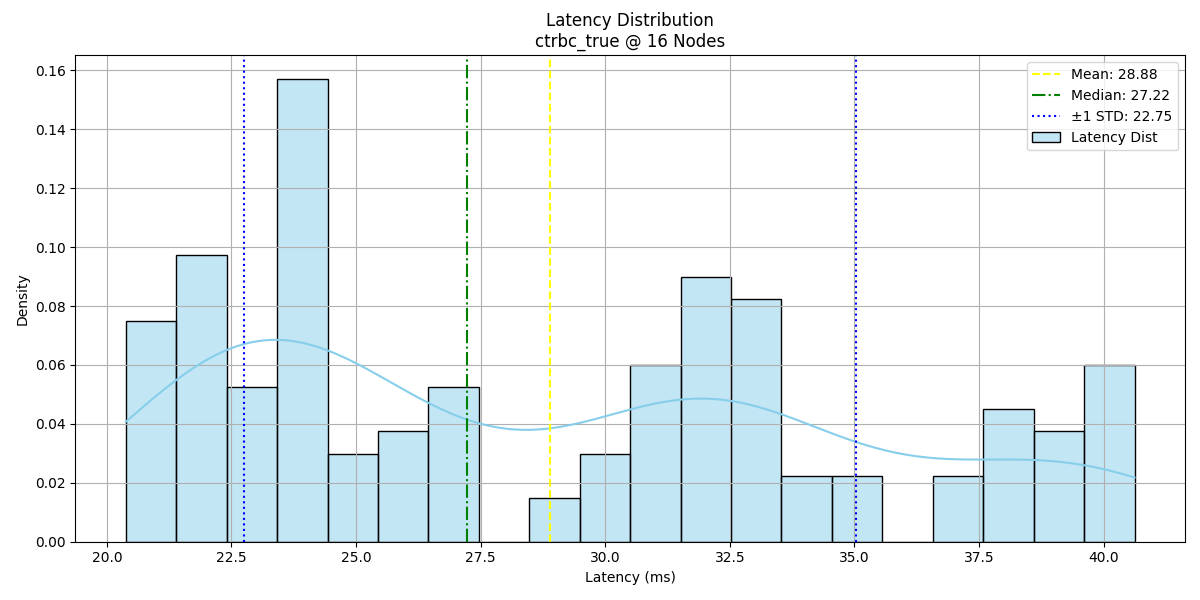 Latency Distribution
ctrbc_true @ 16 Nodes
Density
0.16
0.14
0.12
0.10
0.08
0.06
0.04
0.02
0.00
Mean: 28.88
Median: 27.22
±1 STD: 22.75
Latency Dist
20.0 22.5 25.0 27.5 30.0 32.5 35.0 37.5 40.0
Latency (ms)